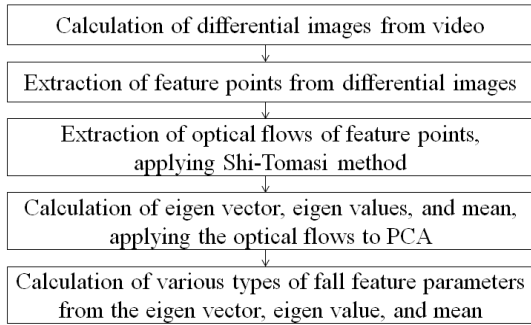 Calculation of differential images from video
Extraction of feature points from differential images
Extraction of optical flows of feature points,
applying Shi-Tomasi method
Calculation of eigen vector, eigen values, and mean,
applying the optical flows to PCA
Calculation of various types of fall feature parameters
from the eigen vector, eigen value, and mean